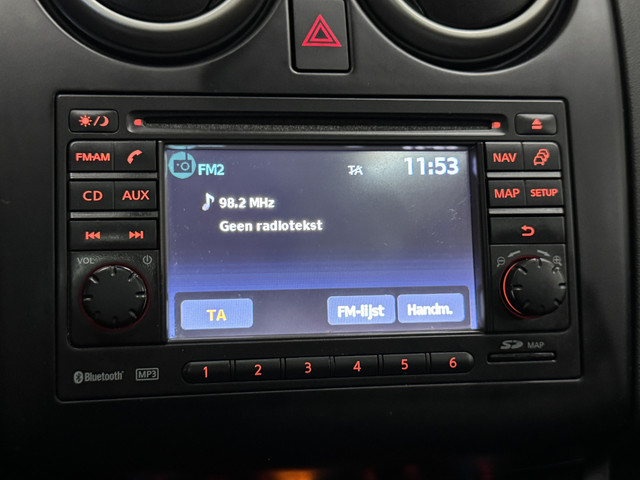 FM•AM
CD
AUX
VOL
FM2
TA
11:53
98.2 MHz
Geen radiotekst
TA
FM-lijst
Handm.
NAV
MAP
SETUP
Bluetooth
MP3
1
2
3
4
5
6
SD
MAP